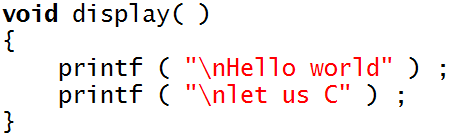 void display( )
{
    printf ( "\nHello world" ) ;
    printf ( "\nlet us C" ) ;
}